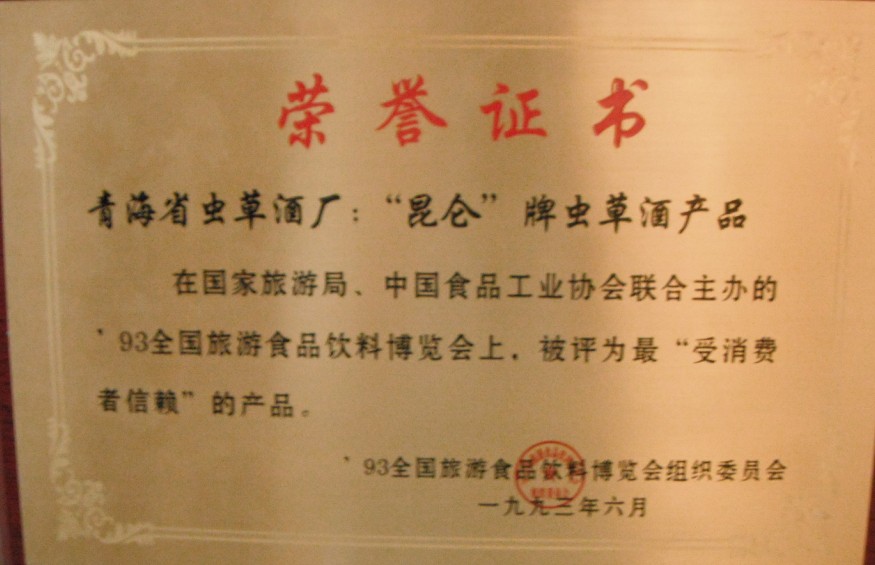 荣誉证书
青海省虫草酒厂：“昆仑”牌虫草酒产品
在国家旅游局、中国食品工业协会联合主办的
’93全国旅游食品饮料博览会上，被评为最“受消费
者信赖”的产品。
’93全国旅游食品饮料博览会组织委员会
一九九三年六月